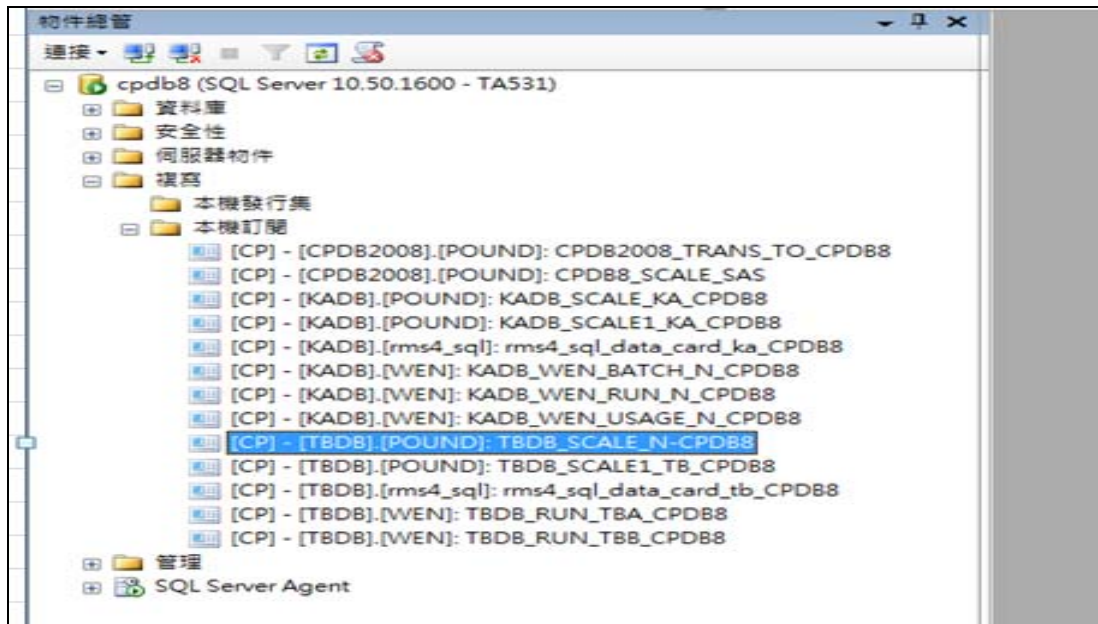 物件總管
連接
cpdb8 (SQL Server 10.50.1600 - TA531)
資料庫
安全性
伺服器物件
複寫
本機發行集
本機訂閱
[CP] - [CPDB2008].[POUND]: CPDB2008_TRANS_TO_CPDB8
[CP] - [CPDB2008].[POUND]: CPDB8_SCALE_SAS
[CP] - [KADB].[POUND]: KADB_SCALE_KA_CPDB8
[CP] - [KADB].[POUND]: KADB_SCALE1_KA_CPDB8
[CP] - [KADB].[rms4_sql]: rms4_sql_data_card_ka_CPDB8
[CP] - [KADB].[WEN]: KADB_WEN_BATCH_N_CPDB8
[CP] - [KADB].[WEN]: KADB_WEN_RUN_N_CPDB8
[CP] - [KADB].[WEN]: KADB_WEN_USAGE_N_CPDB8
[CP] - [TBDB].[POUND]: TBDB_SCALE_N-CPDB8
[CP] - [TBDB].[POUND]: TBDB_SCALE1_TB_CPDB8
[CP] - [TBDB].[rms4_sql]: rms4_sql_data_card_tb_CPDB8
[CP] - [TBDB].[WEN]: TBDB_RUN_TBA_CPDB8
[CP] - [TBDB].[WEN]: TBDB_RUN_TBB_CPDB8
管理
SQL Server Agent